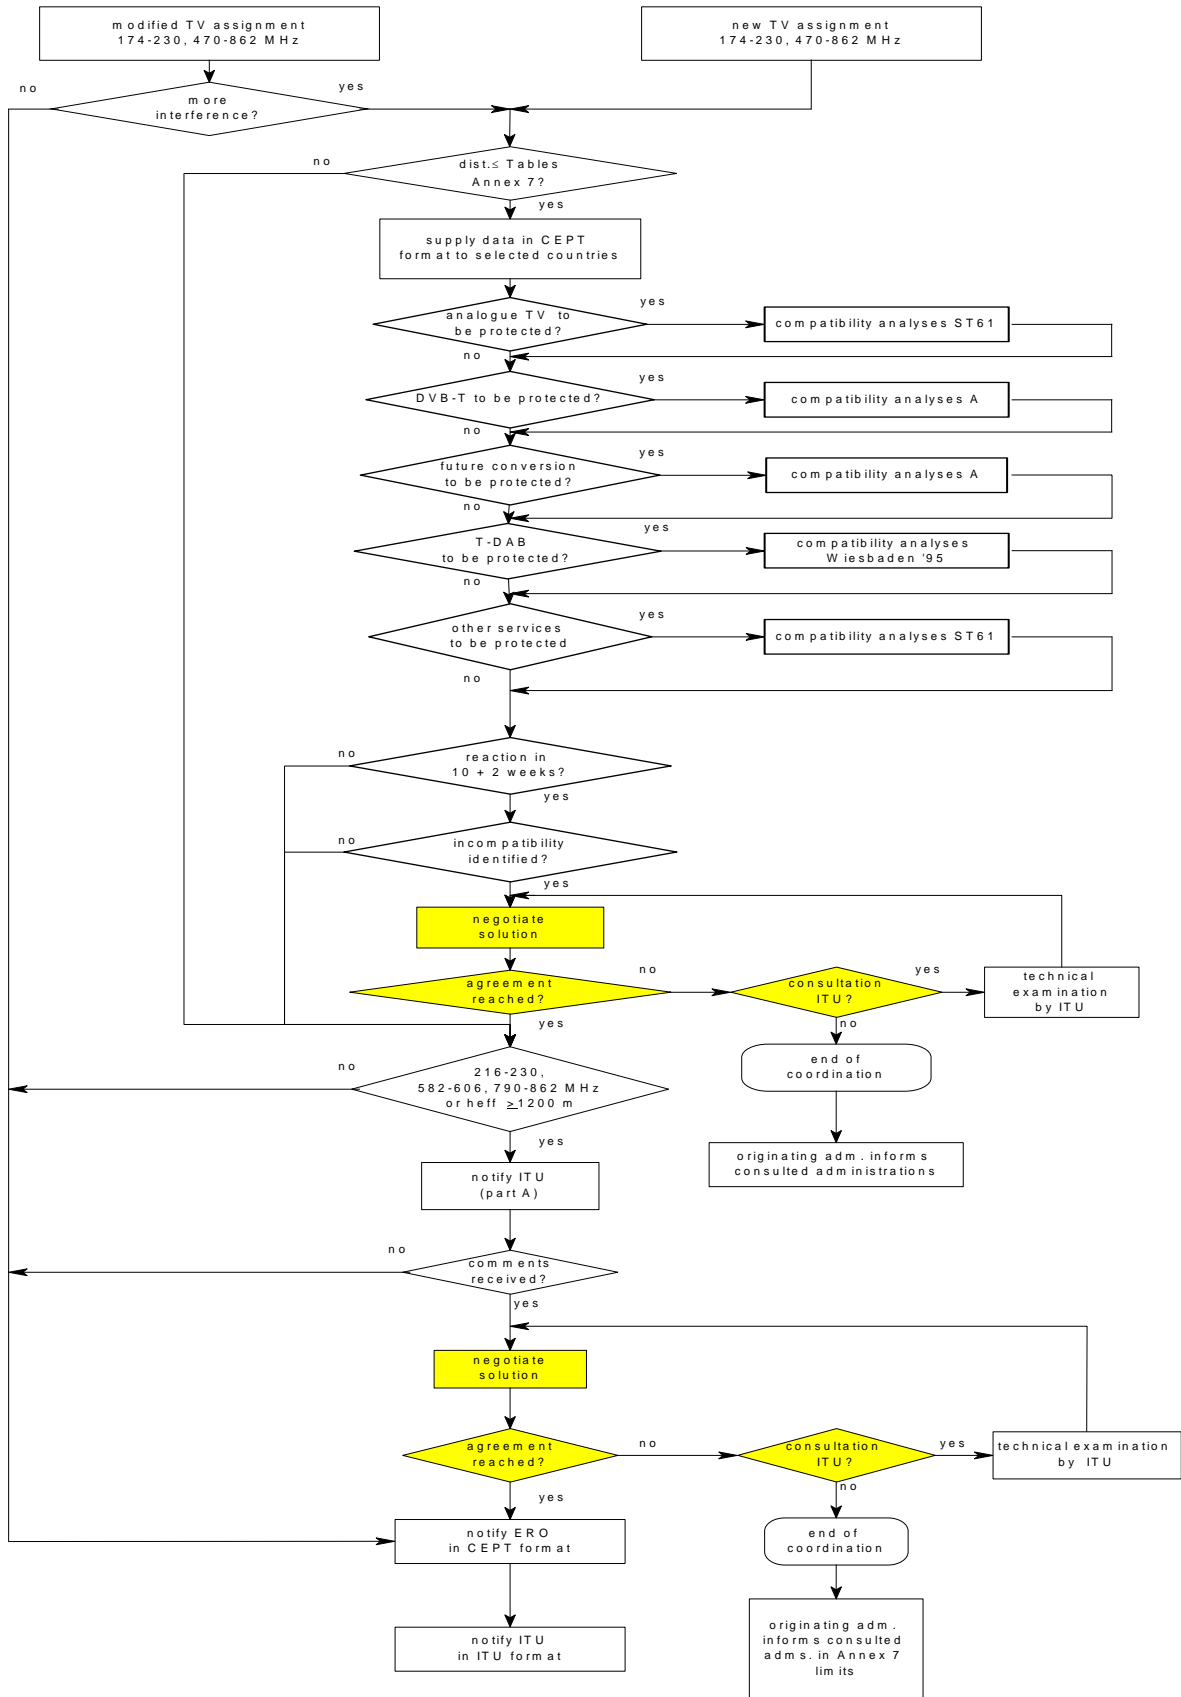 modified TV assignment
174-230, 470-862 MHz
new TV assignment
174-230, 470-862 MHz
no
yes
more
interference?
no
dist.≤ Tables
Annex 7?
yes
supply data in CEPT
format to selected countries
yes
analogue TV to
be protected?
compatibility analyses ST61
no
yes
DVB-T to be protected?
compatibility analyses A
no
yes
future conversion
to be protected?
compatibility analyses A
no
yes
T-DAB
to be protected?
compatibility analyses
Wiesbaden '95
no
yes
other services
to be protected
compatibility analyses ST61
no
no
reaction in
10 + 2 weeks?
yes
no
incompatibility
identified?
yes
negotiate
solution
no
yes
agreement
reached?
consultation
ITU?
technical
examination
by ITU
yes
no
end of
coordination
no
216-230,
582-606, 790-862 MHz
or heff ≥1200 m
yes
originating adm. informs
consulted administrations
notify ITU
(part A)
no
comments
received?
yes
negotiate
solution
no
yes
agreement
reached?
consultation
ITU?
technical examination
by ITU
yes
no
notify ERO
in CEPT format
end of
coordination
notify ITU
in ITU format
originating adm.
informs consulted
adms. in Annex 7
limits